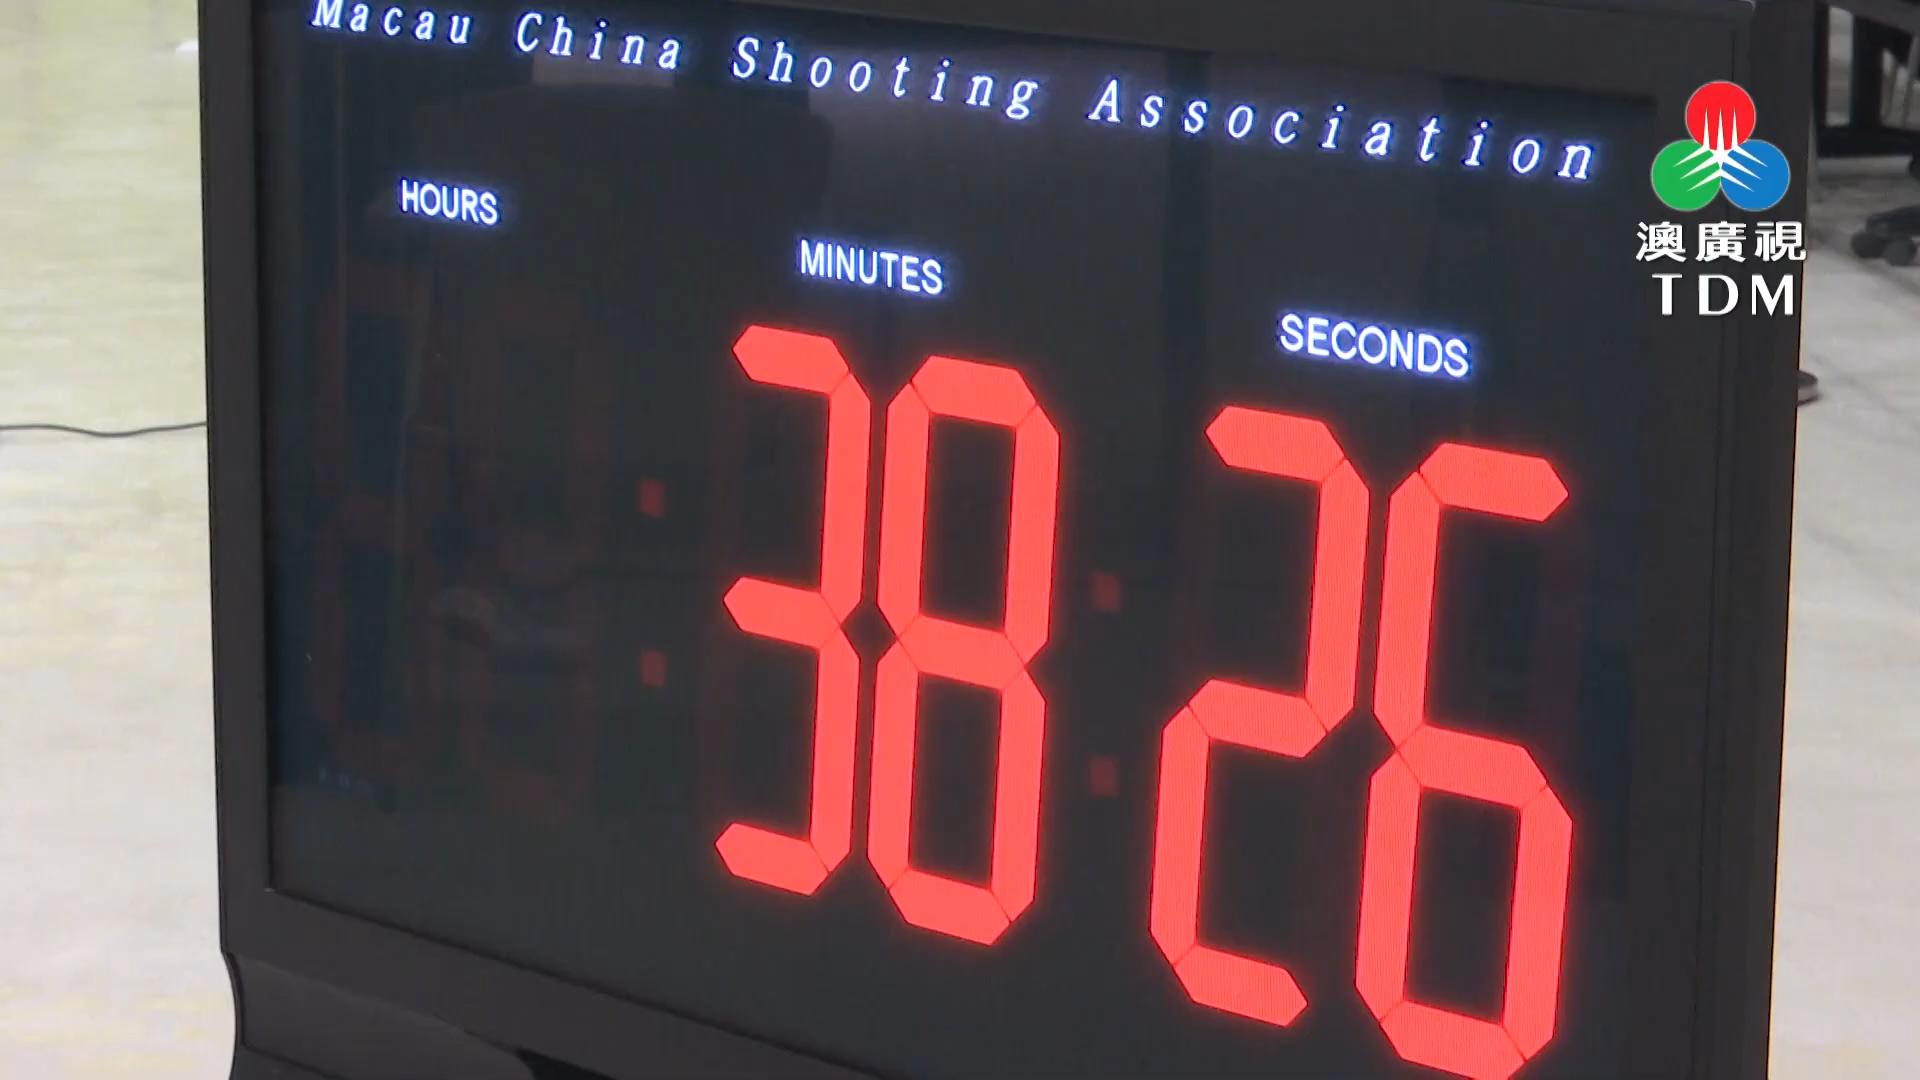 Macau China Shooting Association
HOURS
MINUTES
SECONDS
38 26
澳廣視
TDM